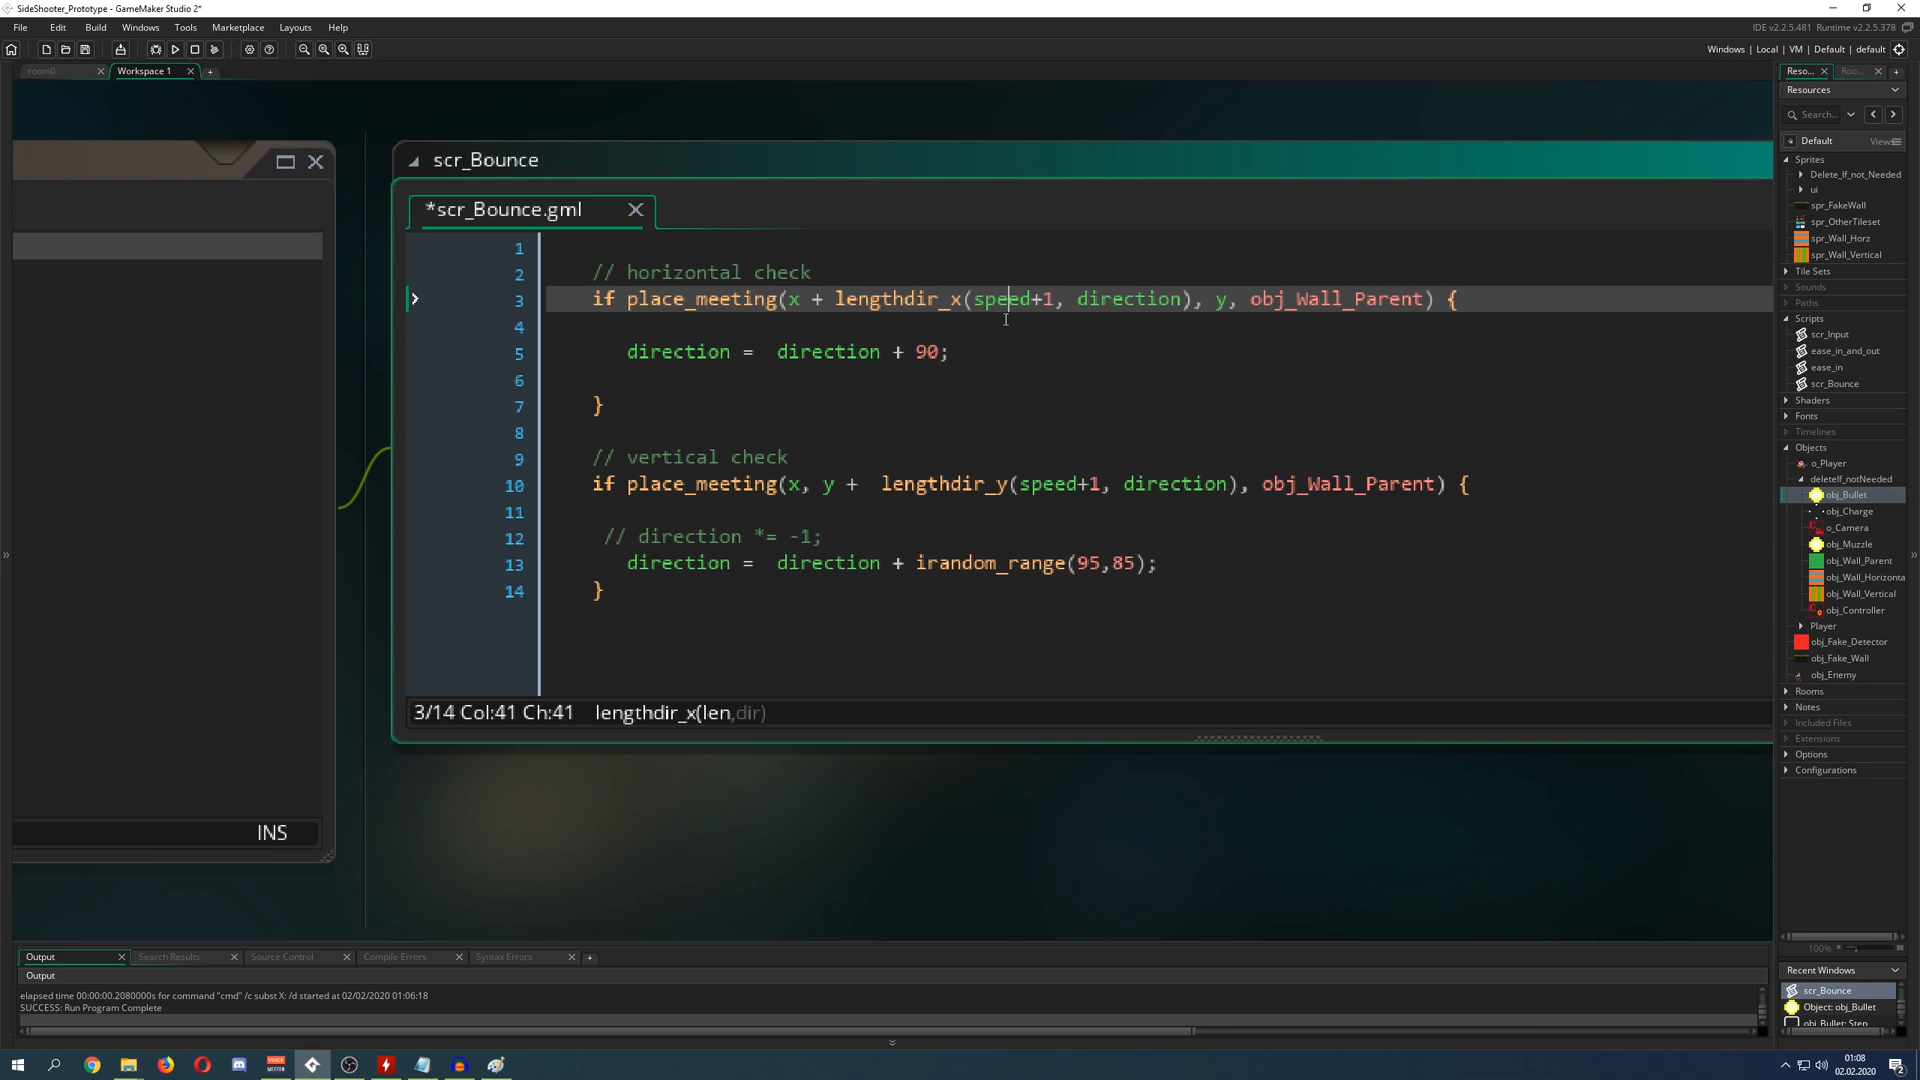 SideShooter_Prototype - GameMaker Studio 2*
File Edit Build Windows Tools Marketplace Layouts Help
IDE v2.2.5.481 Runtime v2.2.5.378
Windows | Local | VM | Default | default
room0
Workspace 1
Reso...
Roo...
Resources
Search...
Default
Views
Sprites
Delete_If_not_Needed
ui
spr_FakeWall
spr_OtherTileset
spr_Wall_Horz
spr_Wall_Vertical
Tile Sets
Sounds
Paths
Scripts
scr_Input
ease_in_and_out
ease_in
scr_Bounce
Shaders
Fonts
Timelines
Objects
o_Player
deleteIf_notNeeded
obj_Bullet
obj_Charge
o_Camera
obj_Muzzle
obj_Wall_Parent
obj_Wall_Horizonta
obj_Wall_Vertical
obj_Controller
Player
obj_Fake_Detector
obj_Fake_Wall
obj_Enemy
Rooms
Notes
Included Files
Extensions
Options
Configurations
100%
Recent Windows
scr_Bounce
Object: obj_Bullet
obj_Bullet: Step
INS
scr_Bounce
*scr_Bounce.gml
1
2 // horizontal check
3 if place_meeting(x + lengthdir_x(speed+1, direction), y, obj_Wall_Parent) {
4
5 direction =  direction + 90;
6
7 }
8
9 // vertical check
10 if place_meeting(x, y +  lengthdir_y(speed+1, direction), obj_Wall_Parent) {
11
12 // direction *= -1;
13 direction =  direction + irandom_range(95,85);
14 }
3/14 Col:41 Ch:41 lengthdir_x(len,dir)
Output
Search Results
Source Control
Compile Errors
Syntax Errors
Output
elapsed time 00:00:00.2080000s for command "cmd" /c subst X: /d started at 02/02/2020 01:06:18
SUCCESS: Run Program Complete
01:08
02.02.2020